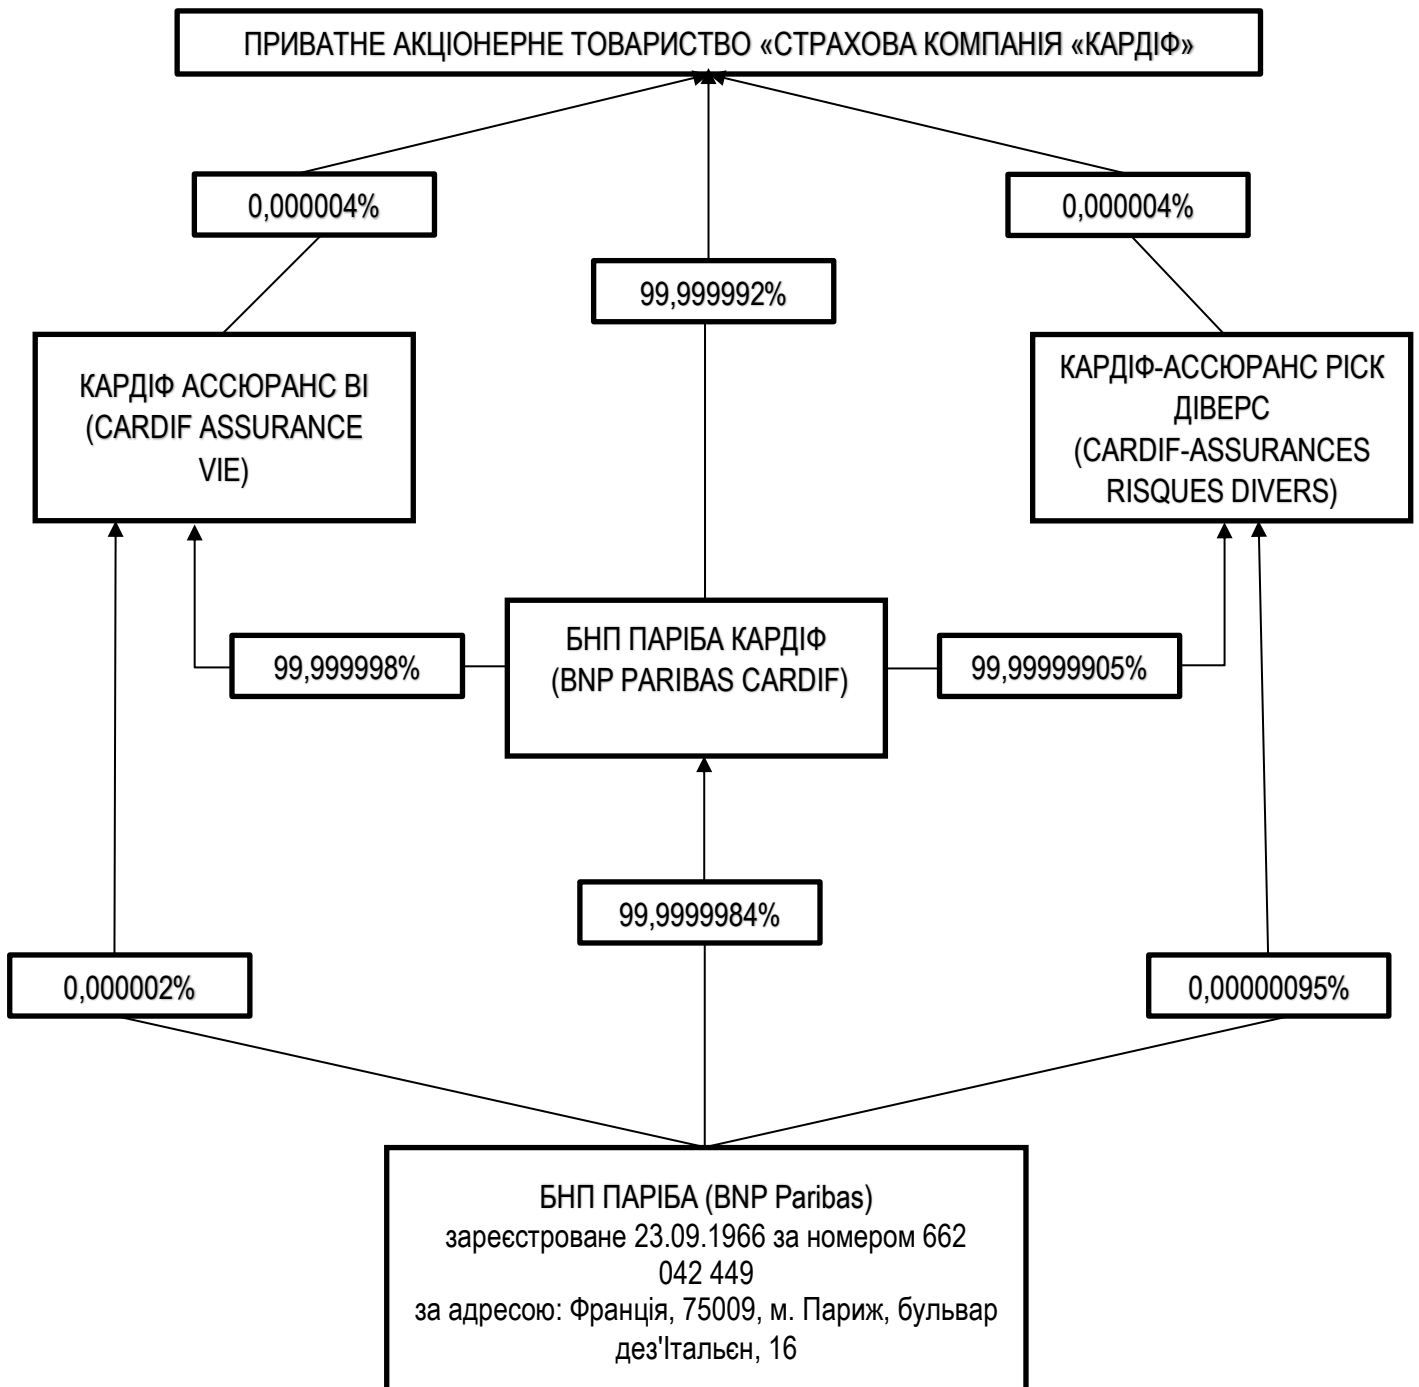 ПРИВАТНЕ АКЦІОНЕРНЕ ТОВАРИСТВО «СТРАХОВА КОМПАНІЯ «КАРДІФ»
0,000004%
0,000004%
99,999992%
КАРДІФ АССЮРАНС ВІ
(CARDIF ASSURANCE
VIE)
КАРДІФ-АССЮРАНС РІСК
ДІВЕРС
(CARDIF-ASSURANCES
RISQUES DIVERS)
99,999998%
БНП ПАРІБА КАРДІФ
(BNP PARIBAS CARDIF)
99,99999905%
99,9999984%
0,000002%
0,00000095%
БНП ПАРІБА (BNP Paribas)
зареєстроване 23.09.1966 за номером 662
042 449
за адресою: Франція, 75009, м. Париж, бульвар
дез'Італьєн, 16